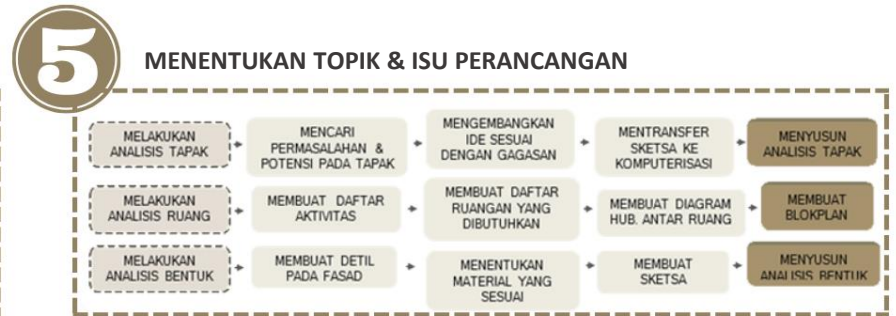 5
MENENTUKAN TOPIK & ISU PERANCANGAN
MELAKUKAN
ANALISIS TAPAK
MENCARI
PERMASALAHAN &
POTENSI PADA TAPAK
MENGEMBANGKAN
IDE SESUAI
DENGAN GAGASAN
MENTRANSFER
SKETSA KE
KOMPUTERISASI
MENYUSUN
ANALISIS TAPAK
MELAKUKAN
ANALISIS RUANG
MEMBUAT DAFTAR
AKTIVITAS
MEMBUAT DAFTAR
RUANGAN YANG
DIBUTUHKAN
MEMBUAT DIAGRAM
HUB. ANTAR RUANG
MEMBUAT
BLOKPLAN
MELAKUKAN
ANALISIS BENTUK
MEMBUAT DETIL
PADA FASAD
MENENTUKAN
MATERIAL YANG
SESUAI
MEMBUAT
SKETSA
MENYUSUN
ANALISIS BENTUK